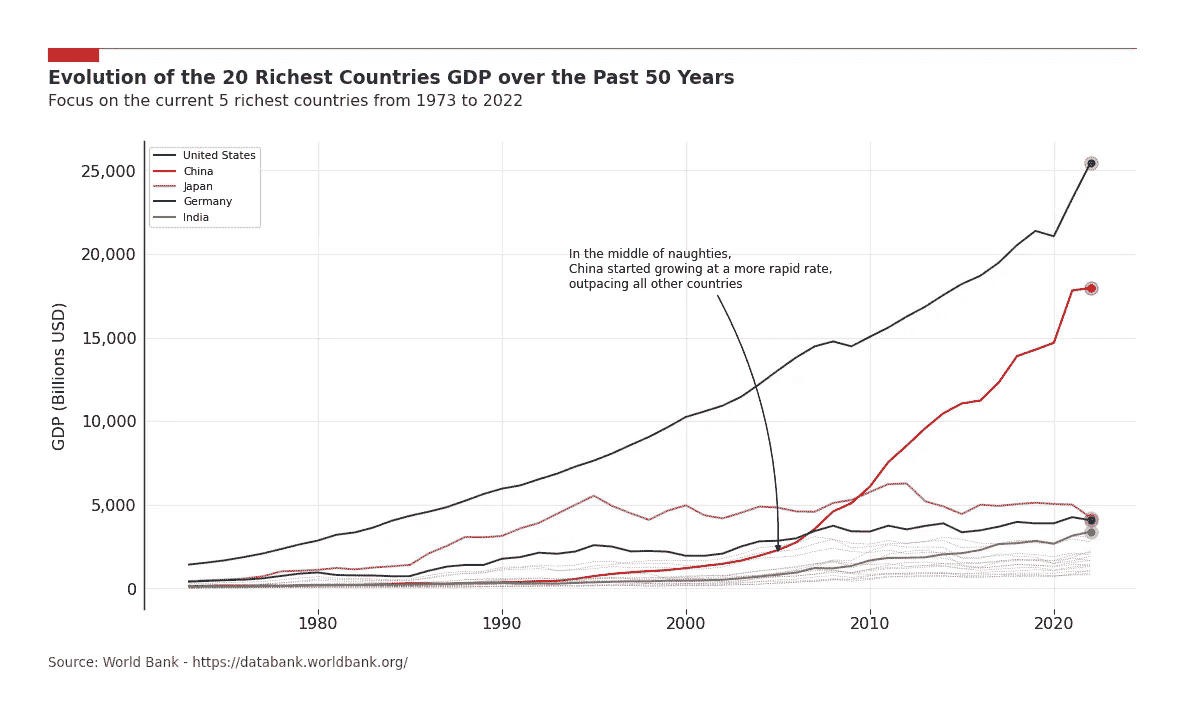 Evolution of the 20 Richest Countries GDP over the Past 50 Years
Focus on the current 5 richest countries from 1973 to 2022
United States
China
Japan
Germany
India
GDP (Billions USD)
25,000
20,000
15,000
10,000
5,000
0
In the middle of naughties,
China started growing at a more rapid rate,
outpacing all other countries
1980
1990
2000
2010
2020
Source: World Bank - https://databank.worldbank.org/